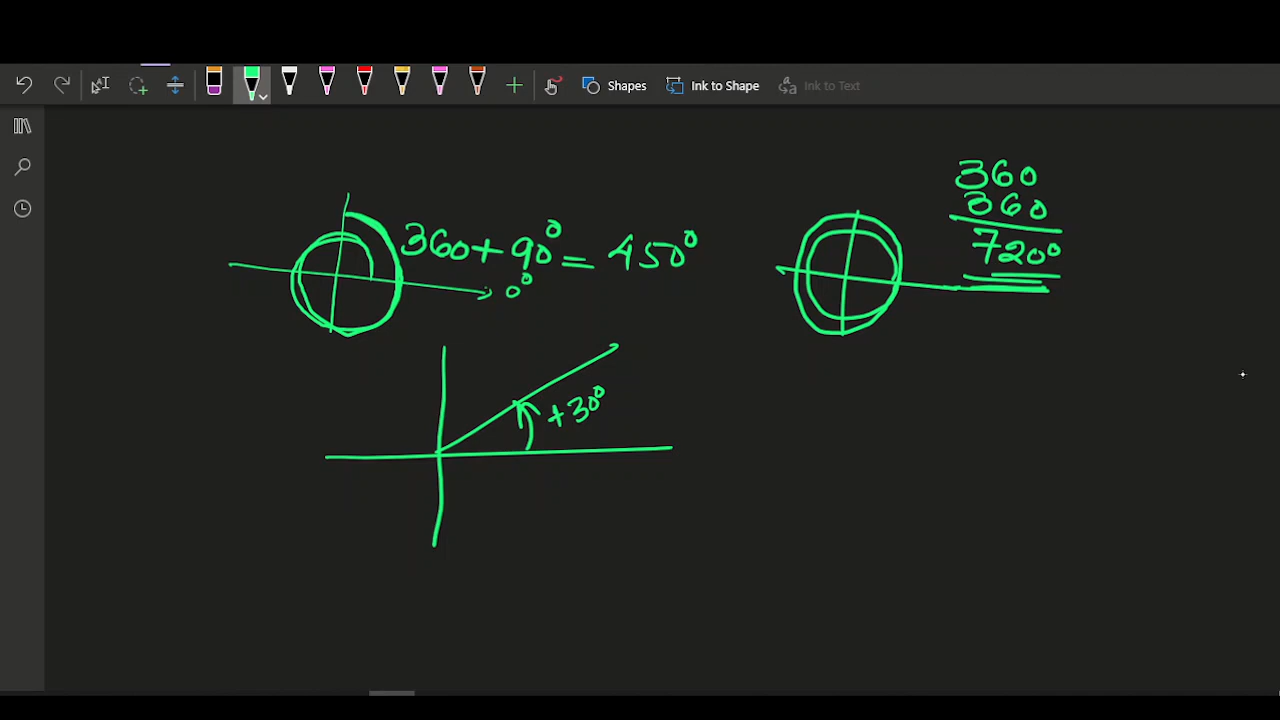 Shapes
Ink to Shape
Ink to Text
360
360
720°
360+90° = 450°
0°
+30°